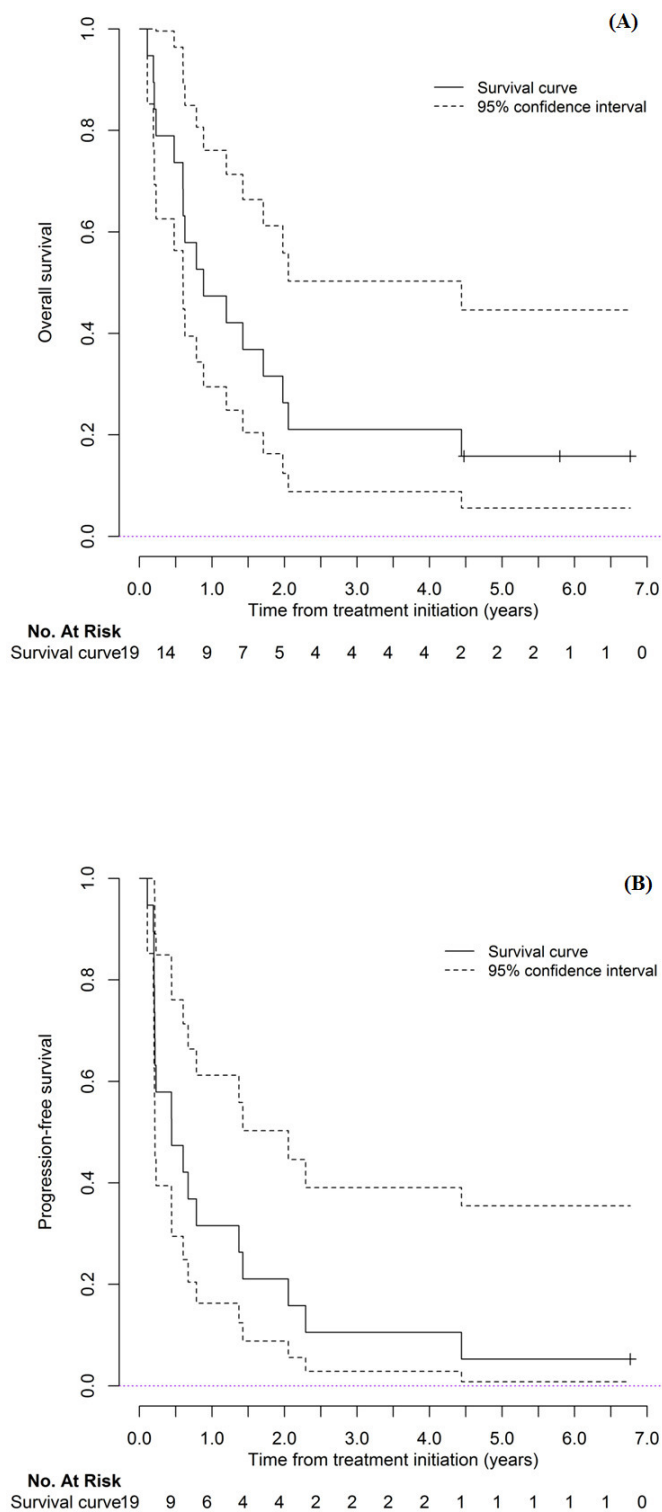 (A)
Survival curve
95% confidence interval
Overall survival
1.0
0.8
0.6
0.4
0.2
0.0
0.0 1.0 2.0 3.0 4.0 5.0 6.0 7.0
Time from treatment initiation (years)
No. At Risk
Survival curve19 14 9 7 5 4 4 4 4 2 2 2 1 1 0
(B)
Survival curve
95% confidence interval
Progression-free survival
1.0
0.8
0.6
0.4
0.2
0.0
0.0 1.0 2.0 3.0 4.0 5.0 6.0 7.0
Time from treatment initiation (years)
No. At Risk
Survival curve19 9 6 4 4 2 2 2 2 1 1 1 1 1 0